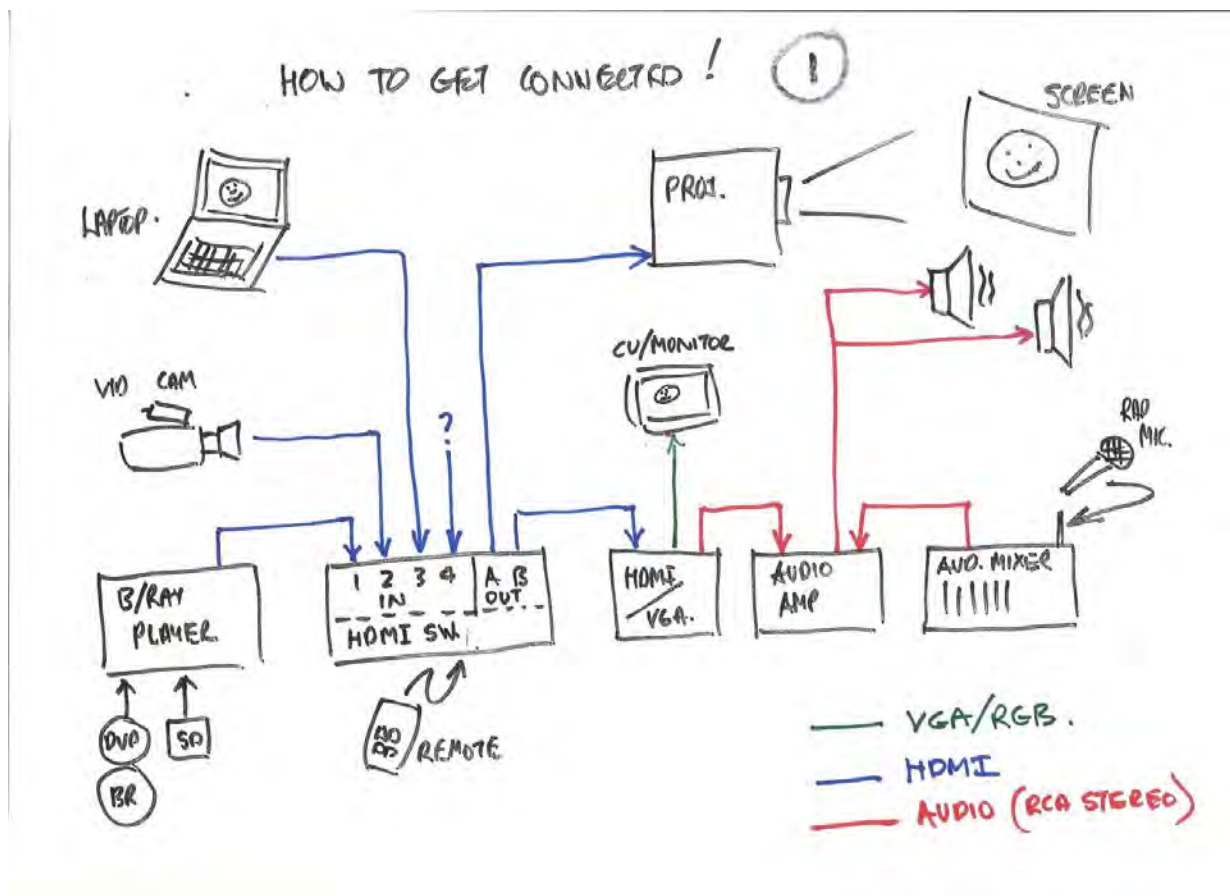 HOW TO GET CONNECTED! 1
SCREEN
LAPTOP.
PROJ.
CU/MONITOR
VID CAM
?
RAD
MIC.
B/RAY
PLAYER.
1 2 3 4
IN
A B
OUT
HDMI SW.
HDMI
VGA.
AUDIO
AMP
AUD. MIXER
DVD
SD
BR
REMOTE
VGA/RGB.
HDMI
AUDIO (RCA STEREO)